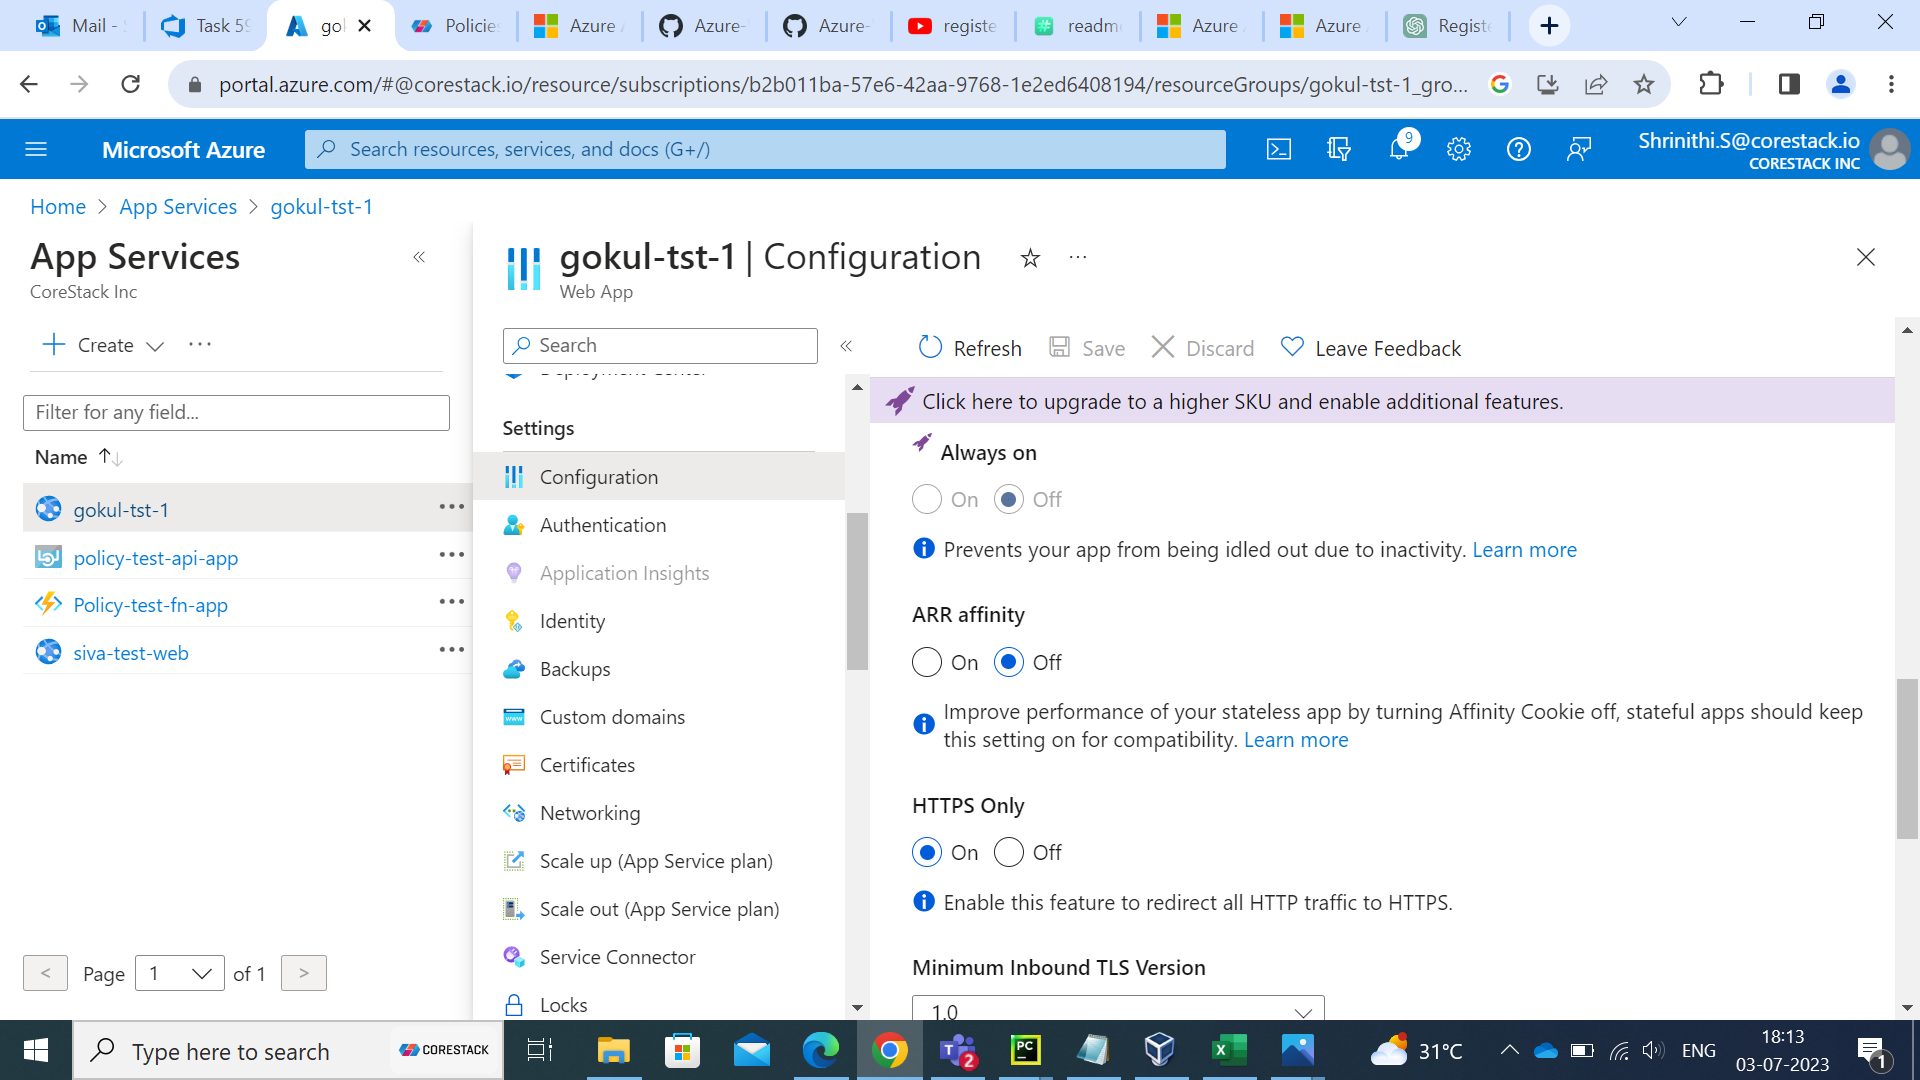 Mail - S
Task 59
gok
Policies
Azure A
Azure-
Azure-
registe
readme
Azure
Azure
Registe
portal.azure.com/#@corestack.io/resource/subscriptions/b2b011ba-57e6-42aa-9768-1e2ed6408194/resourceGroups/gokul-tst-1_gro...
Microsoft Azure
Search resources, services, and docs (G+/)
9
Shrinithi.S@corestack.io
CORESTACK INC
Home > App Services > gokul-tst-1
App Services
CoreStack Inc
Create
Filter for any field...
Name
gokul-tst-1
policy-test-api-app
Policy-test-fn-app
siva-test-web
< Page 1 of 1 >
gokul-tst-1 | Configuration
Web App
Search
Deployment Center
Settings
Configuration
Authentication
Application Insights
Identity
Backups
Custom domains
Certificates
Networking
Scale up (App Service plan)
Scale out (App Service plan)
Service Connector
Locks
Refresh
Save
Discard
Leave Feedback
Click here to upgrade to a higher SKU and enable additional features.
Always on
On Off
Prevents your app from being idled out due to inactivity. Learn more
ARR affinity
On Off
Improve performance of your stateless app by turning Affinity Cookie off, stateful apps should keep
this setting on for compatibility. Learn more
HTTPS Only
On Off
Enable this feature to redirect all HTTP traffic to HTTPS.
Minimum Inbound TLS Version
1.0
Type here to search
CORESTACK
2
PC
31°C
ENG
18:13
03-07-2023
1